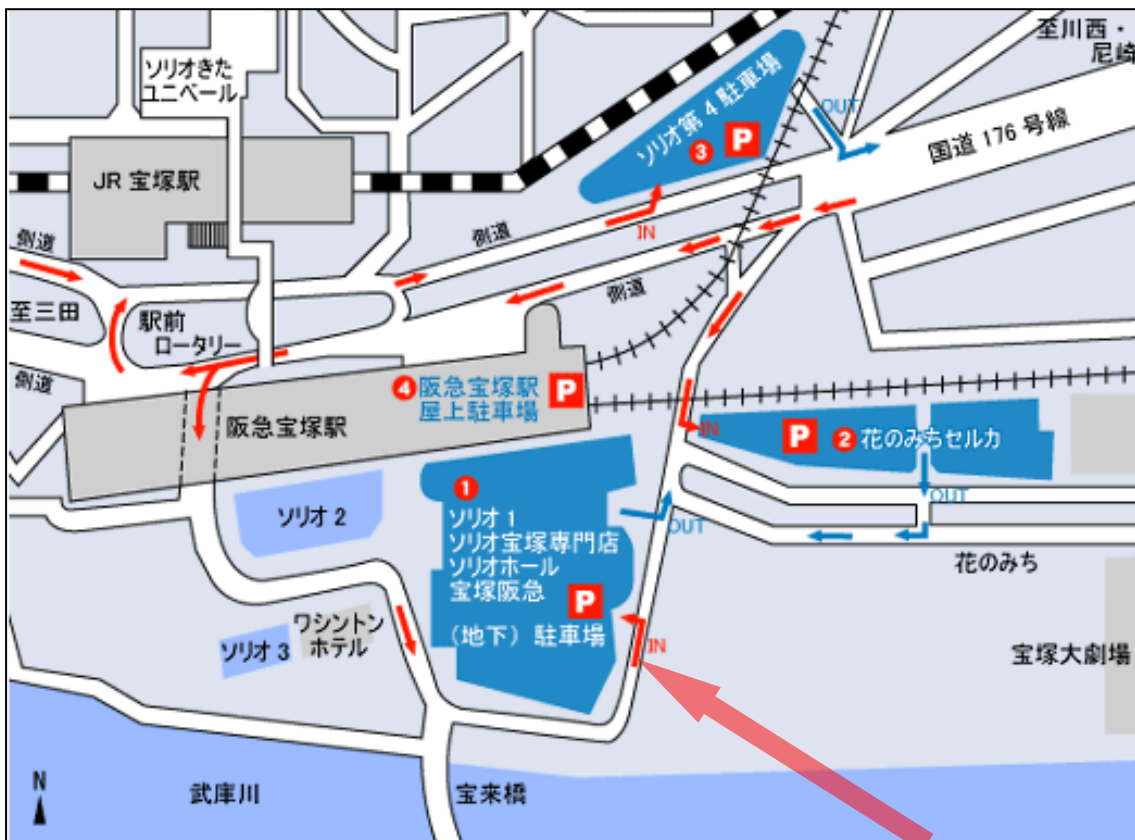 至川西・
尼崎
ソリオきた
ユニベール
ソリオ第4駐車場
3 P
OUT
国道176号線
JR宝塚駅
側道
IN
側道
側道
至三田
駅前
ロータリー
側道
4 阪急宝塚駅
屋上駐車場
P
阪急宝塚駅
IN
P 2 花のみちセルカ
OUT
1
ソリオ1
ソリオ宝塚専門店
ソリオホール
宝塚阪急
P
(地下)駐車場
OUT
IN
ソリオ2
花のみち
ワシントン
ホテル
ソリオ3
宝塚大劇場
N
武庫川
宝来橋